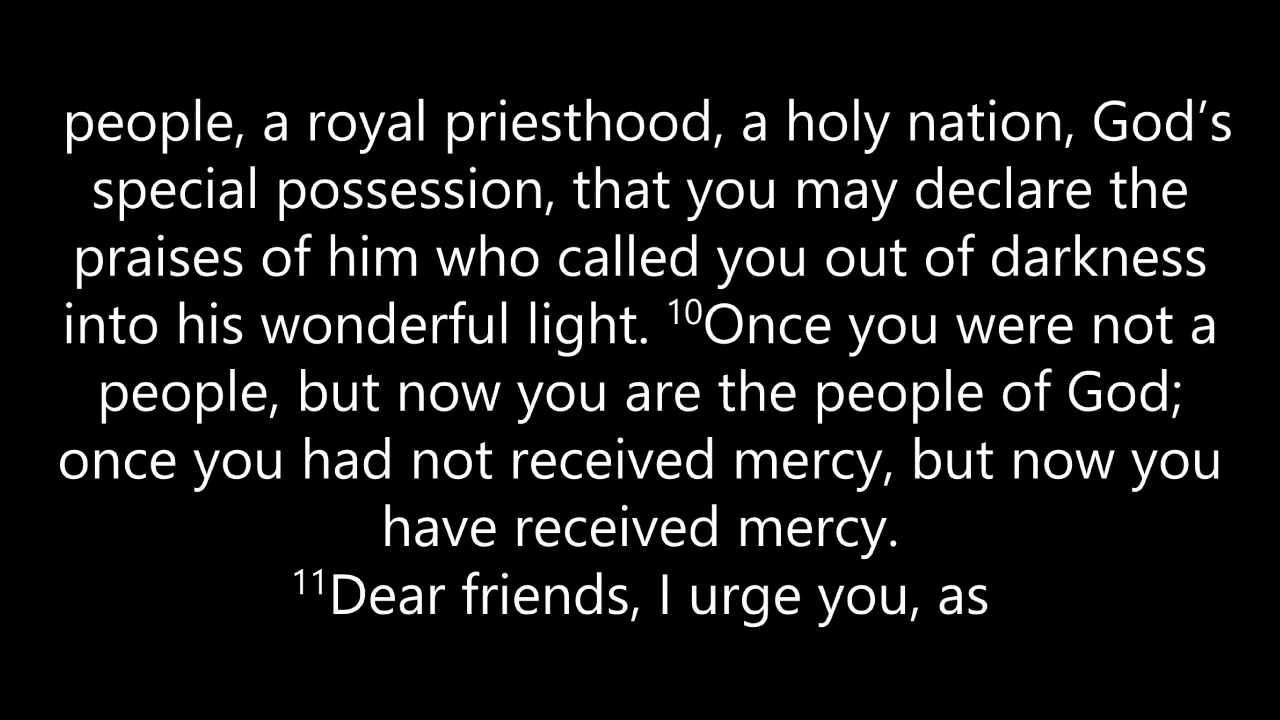 people, a royal priesthood, a holy nation, God’s
special possession, that you may declare the
praises of him who called you out of darkness
into his wonderful light. ¹⁰Once you were not a
people, but now you are the people of God;
once you had not received mercy, but now you
have received mercy.
¹¹Dear friends, I urge you, as